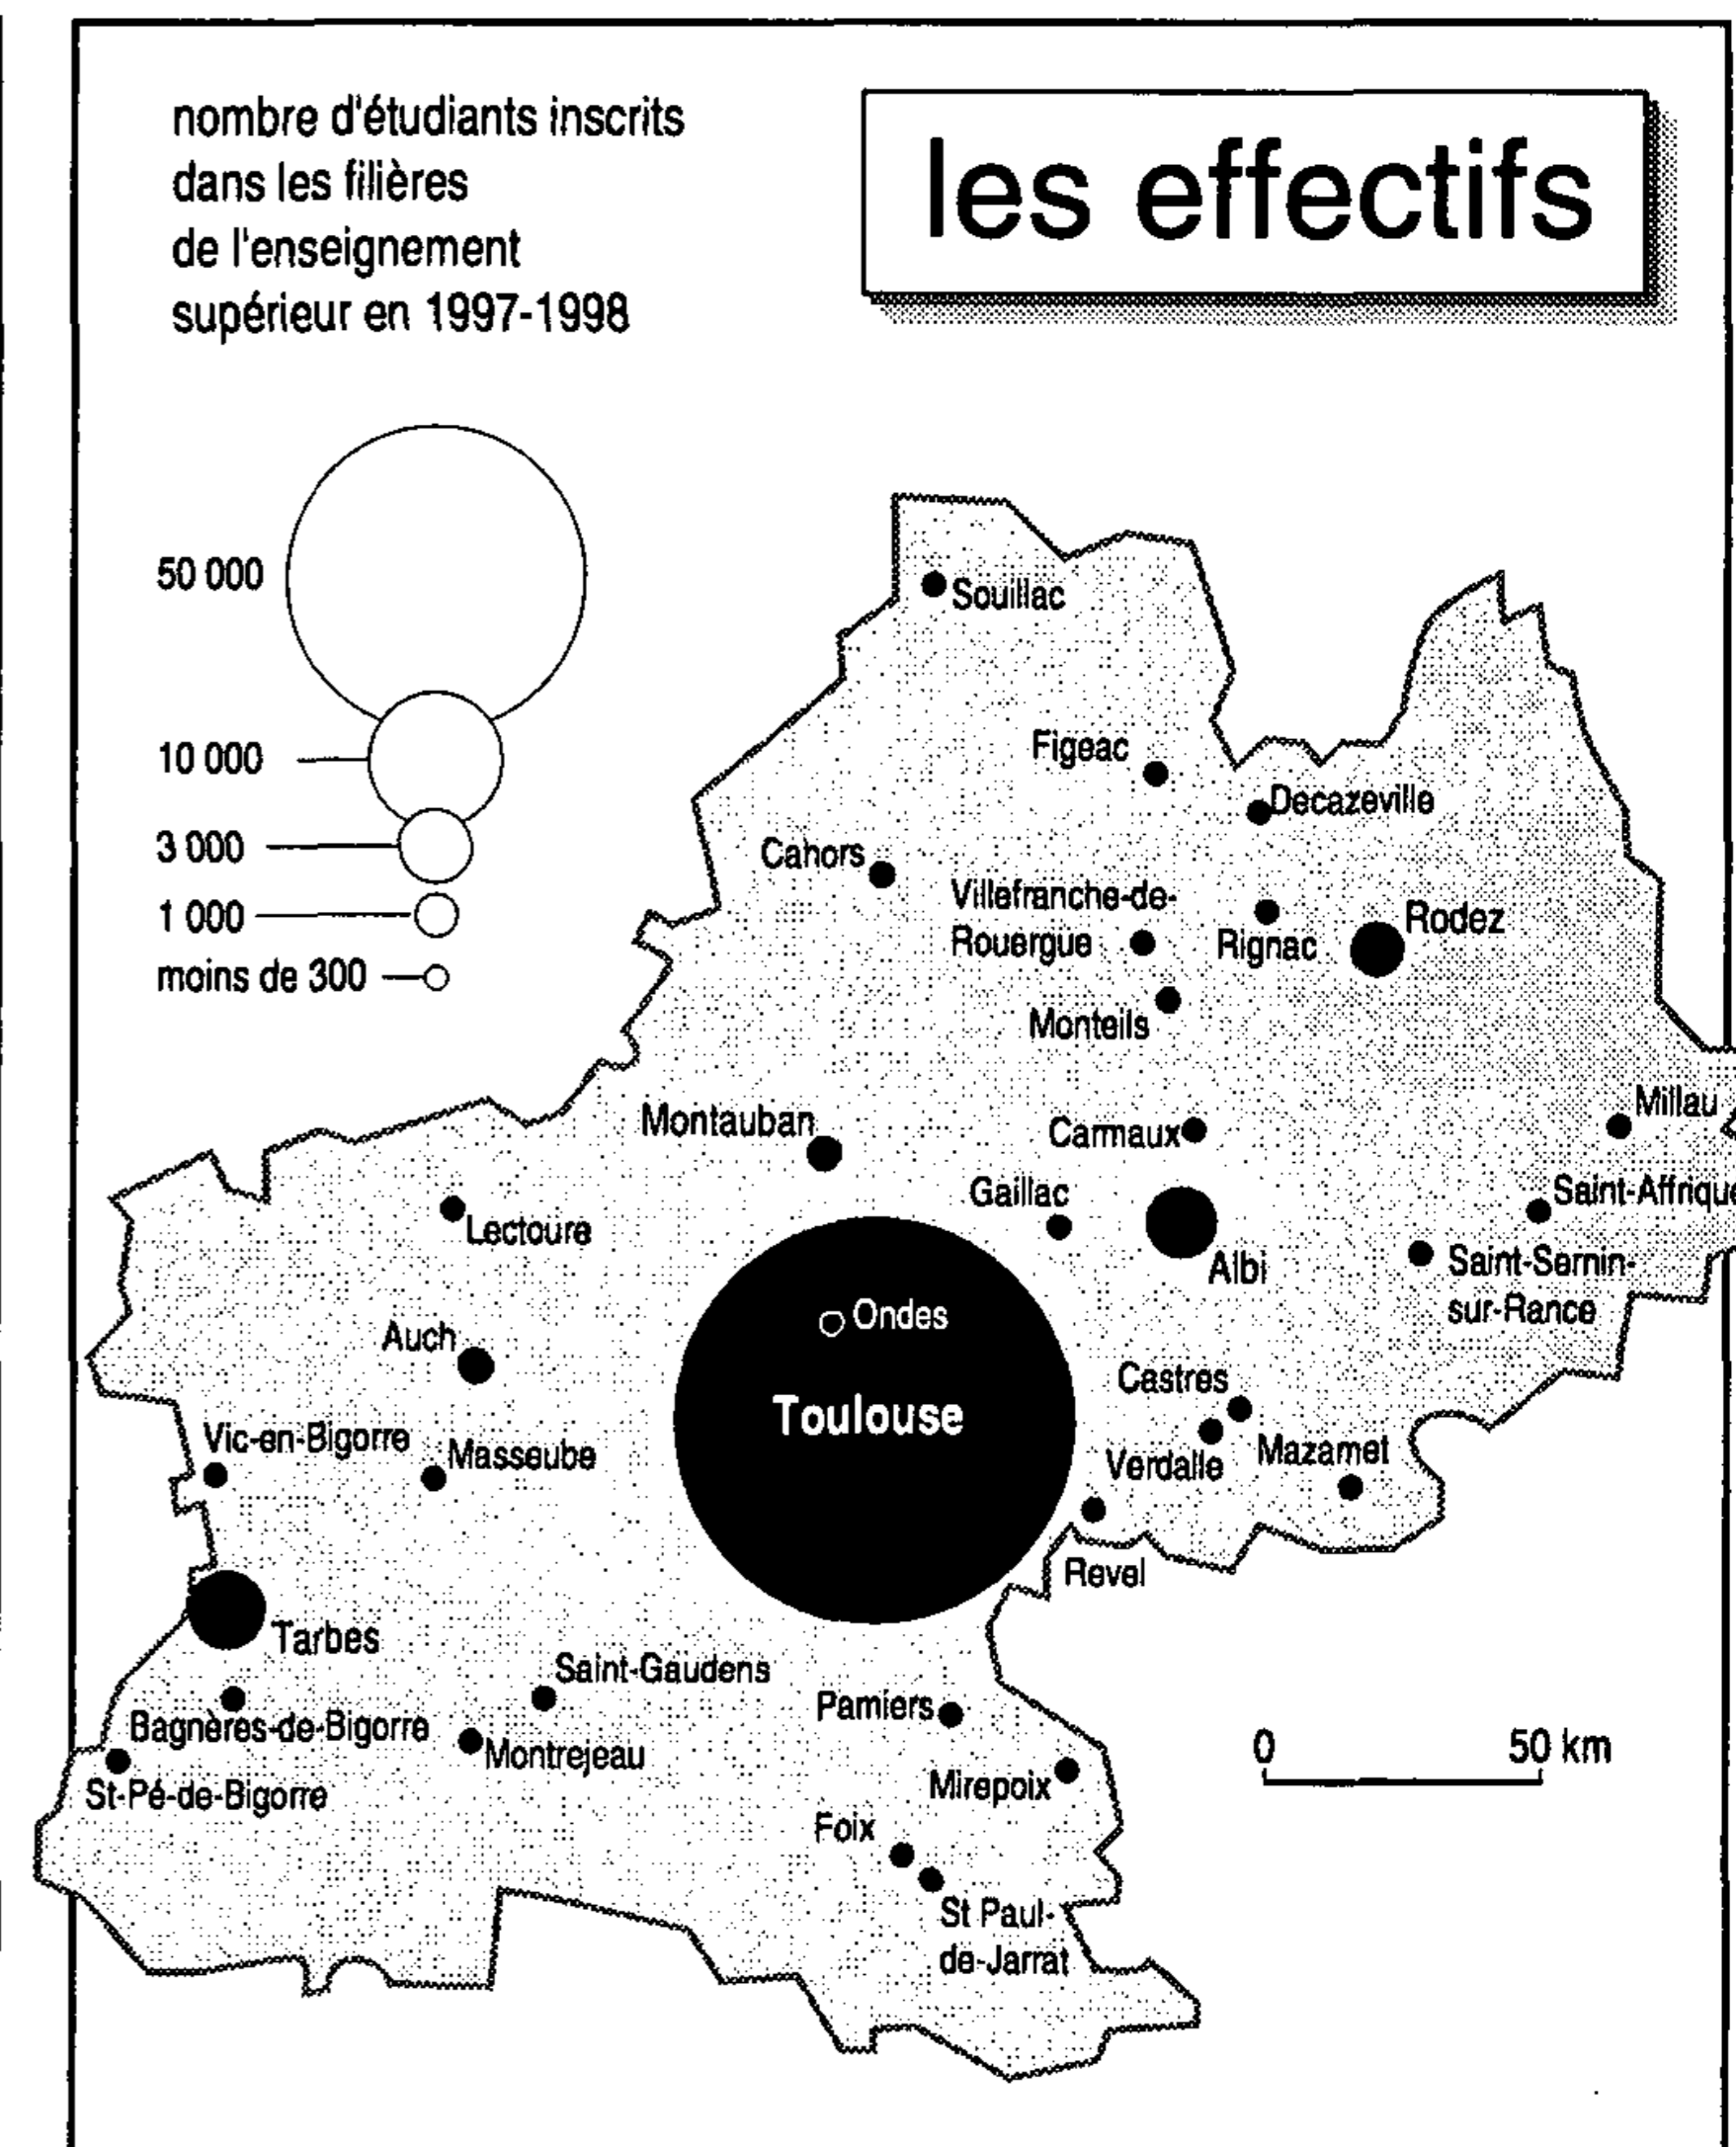 nombre d'étudiants inscrits
dans les filières
de l'enseignement
supérieur en 1997-1998
les effectifs
50 000
10 000
3 000
1 000
moins de 300
Souillac
Figeac
Decazeville
Cahors
Villefranche-de-
Rouergue
Rignac
Rodez
Monteils
Montauban
Carmaux
Millau
Gaillac
Saint-Affrique
Lectoure
Albi
Saint-Sernin-
sur-Rance
Ondes
Auch
Toulouse
Castres
Vic-en-Bigorre
Masseube
Verdalle
Mazamet
Revel
Tarbes
Saint-Gaudens
Pamiers
Bagnères-de-Bigorre
Montrejeau
0 50 km
St-Pé-de-Bigorre
Mirepoix
Foix
St Paul-
de-Jarrat